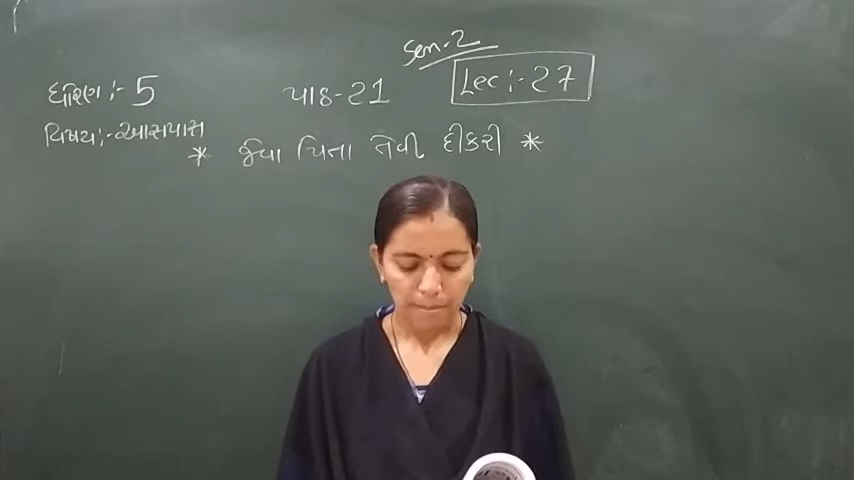 Sem-2
ધોરણ :- 5 પાઠ-21 Lec :- 27
વિષય :- આસપાસ
* જેવા પિતા તેવી દીકરી *